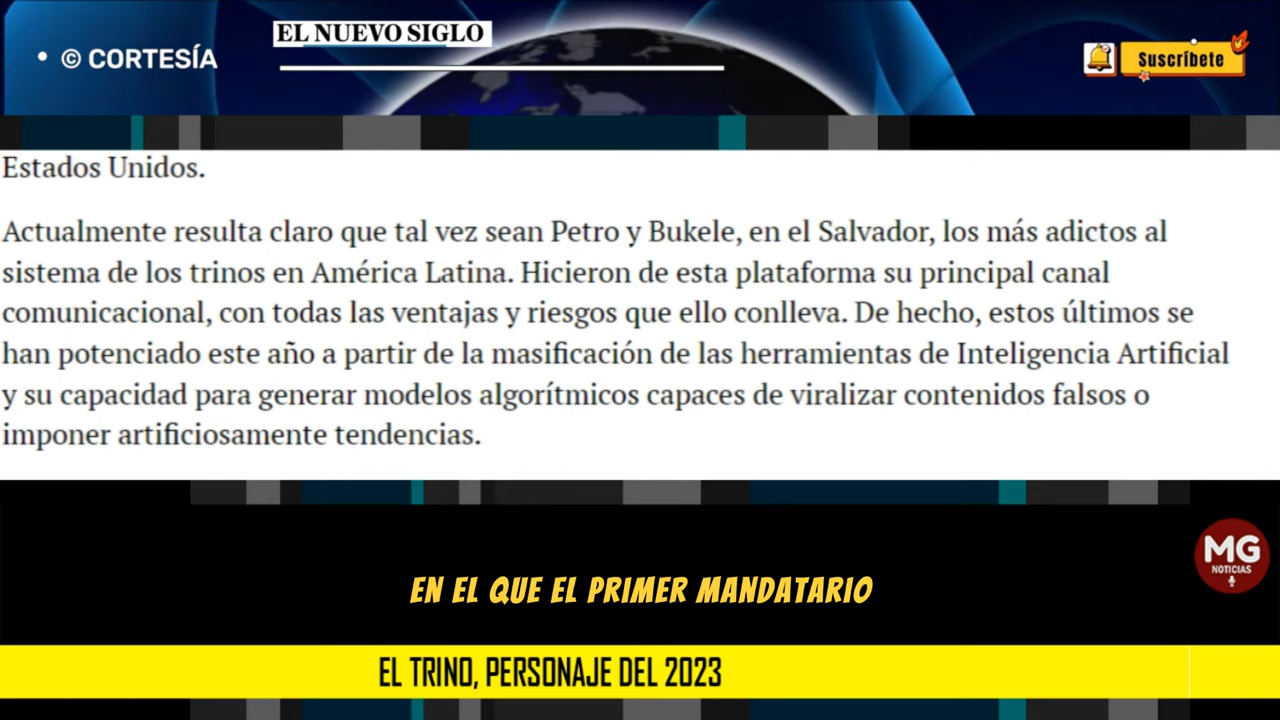 • © CORTESÍA
EL NUEVO SIGLO
Suscríbete
Estados Unidos.
Actualmente resulta claro que tal vez sean Petro y Bukele, en el Salvador, los más adictos al
sistema de los trinos en América Latina. Hicieron de esta plataforma su principal canal
comunicacional, con todas las ventajas y riesgos que ello conlleva. De hecho, estos últimos se
han potenciado este año a partir de la masificación de las herramientas de Inteligencia Artificial
y su capacidad para generar modelos algorítmicos capaces de viralizar contenidos falsos o
imponer artificiosamente tendencias.
MG
NOTICIAS
EN EL QUE EL PRIMER MANDATARIO
EL TRINO, PERSONAJE DEL 2023